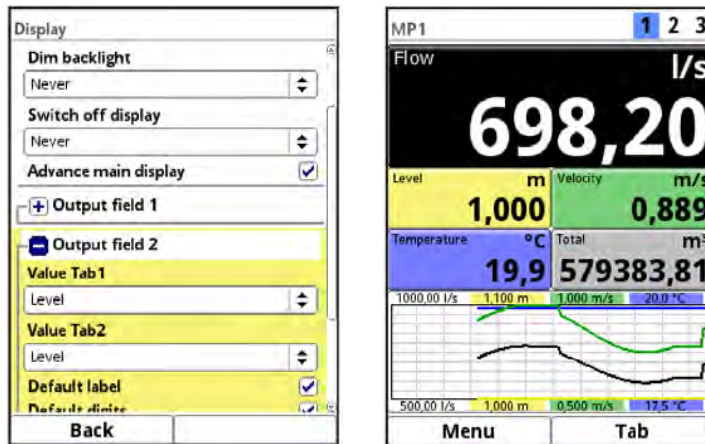 Display
Dim backlight
Never
Switch off display
Never
Advance main display
Output field 1
Output field 2
Value Tab1
Level
Value Tab2
Level
Default label
Default digits
Back
MP1 1 2 3
Flow l/s
698,20
Level m Velocity m/s
1,000 0,889
Temperature °C Total m³
19,9 579383,81
1000,00 l/s 1,100 m 1,000 m/s 20,0 °C
500,00 l/s 1,000 m 0,500 m/s 17,5 °C
Menu Tab